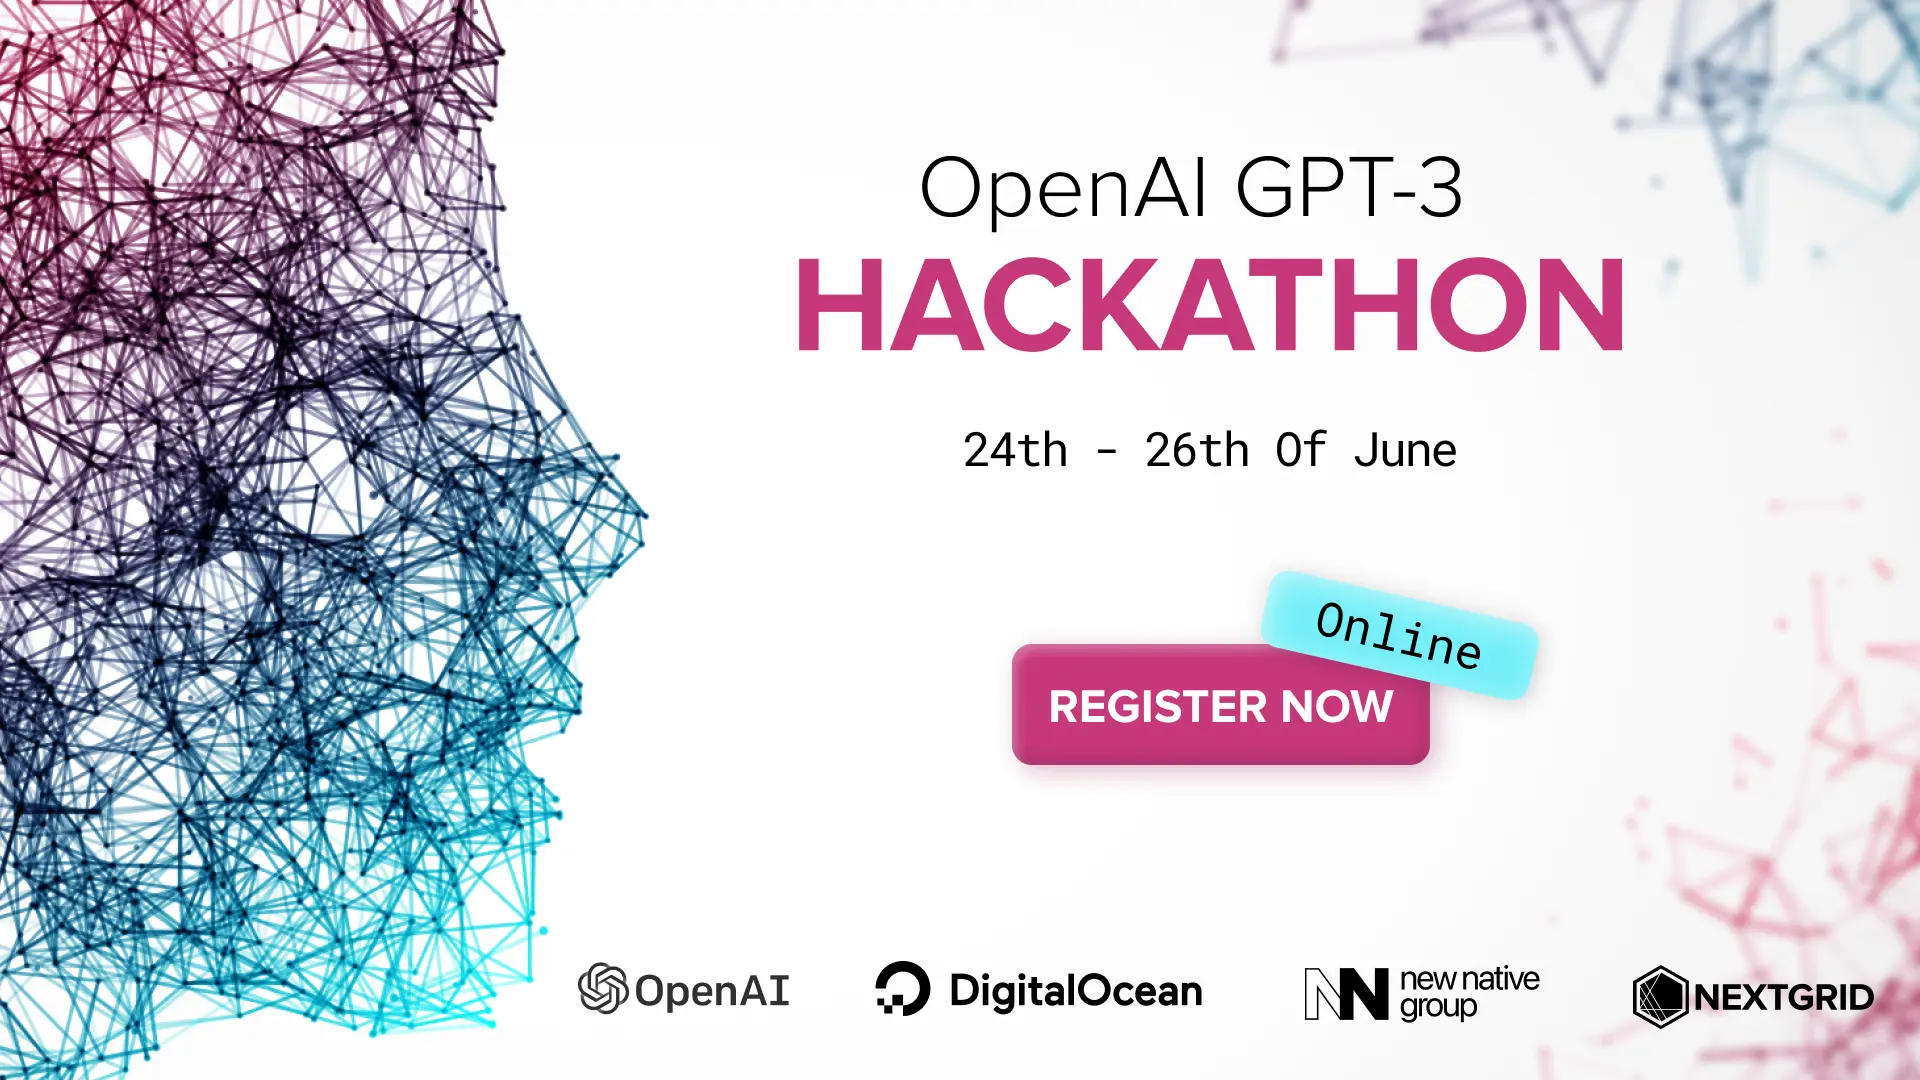 OpenAI GPT-3
HACKATHON
24th - 26th Of June
Online
REGISTER NOW
OpenAI
DigitalOcean
new native
group
NEXTGRID